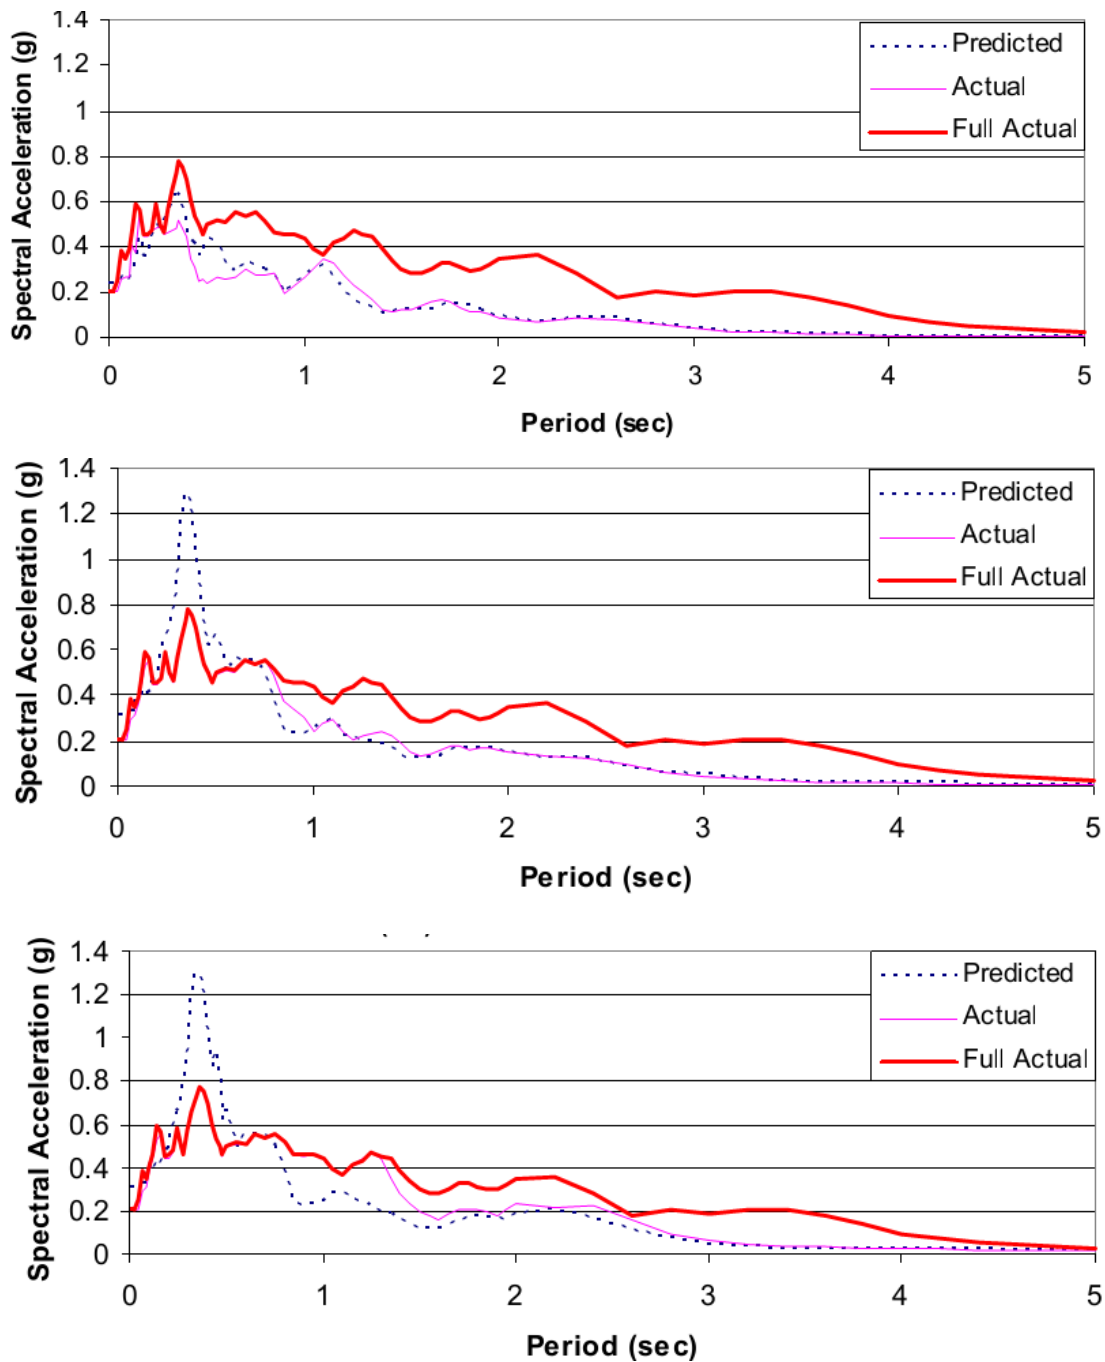 Spectral Acceleration (g)
1.4
1.2
1
0.8
0.6
0.4
0.2
0
Predicted
Actual
Full Actual
0 1 2 3 4 5
Period (sec)
Spectral Acceleration (g)
1.4
1.2
1
0.8
0.6
0.4
0.2
0
Predicted
Actual
Full Actual
0 1 2 3 4 5
Period (sec)
Spectral Acceleration (g)
1.4
1.2
1
0.8
0.6
0.4
0.2
0
Predicted
Actual
Full Actual
0 1 2 3 4 5
Period (sec)